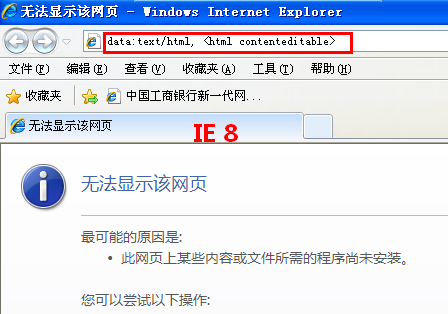 无法显示该网页 - Windows Internet Explorer
data:text/html, <html contenteditable>
文件(F) 编辑(E) 查看(V) 收藏夹(A) 工具(T) 帮助(H)
收藏夹 中国工商银行新一代网...
无法显示该网页
IE 8
无法显示该网页
最可能的原因是:
• 此网页上某些内容或文件所需的程序尚未安装。
您可以尝试以下操作: